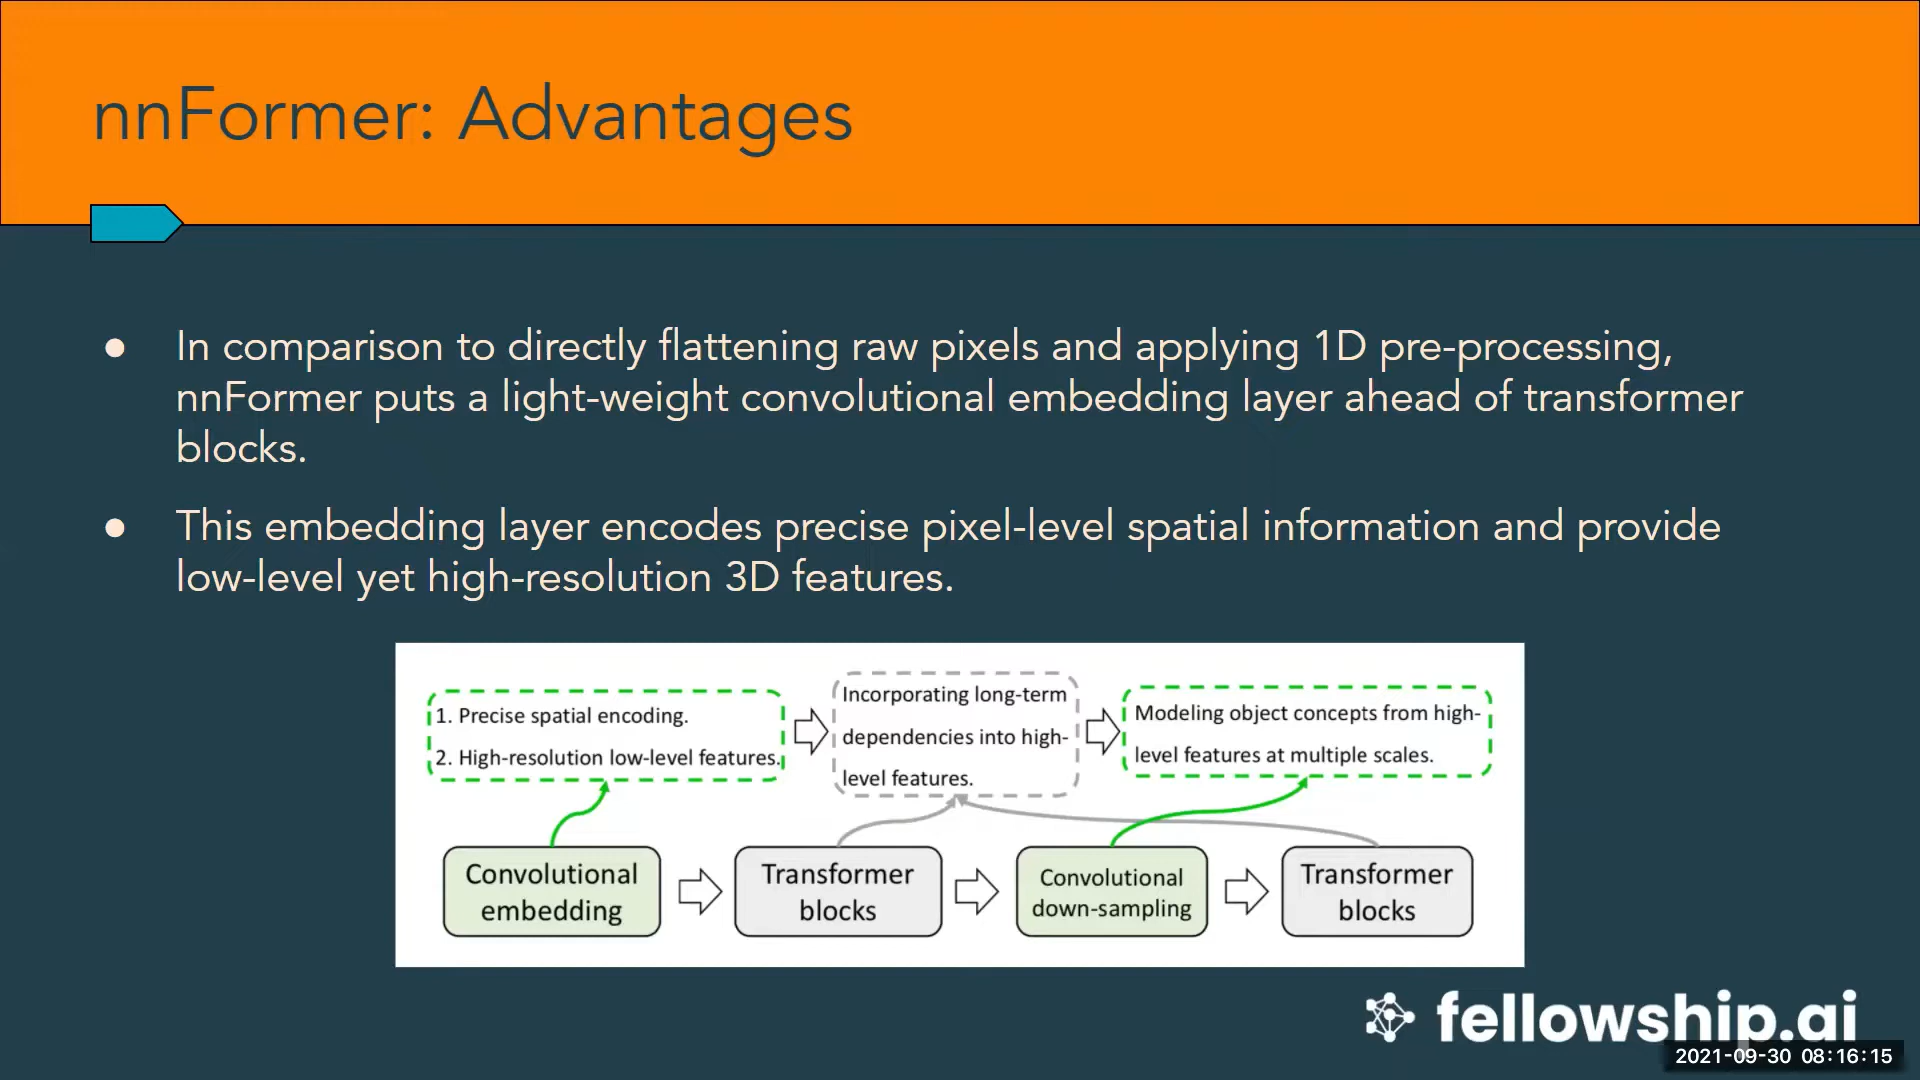 nnFormer: Advantages
● In comparison to directly flattening raw pixels and applying 1D pre-processing,
nnFormer puts a light-weight convolutional embedding layer ahead of transformer
blocks.
● This embedding layer encodes precise pixel-level spatial information and provide
low-level yet high-resolution 3D features.
1. Precise spatial encoding.
2. High-resolution low-level features.
Incorporating long-term
dependencies into high-
level features.
Modeling object concepts from high-
level features at multiple scales.
Convolutional
embedding
Transformer
blocks
Convolutional
down-sampling
Transformer
blocks
fellowship.ai
2021-09-30 08:16:15